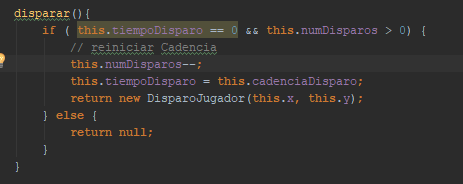 disparar(){
if ( this.tiempoDisparo == 0 && this.numDisparos > 0) {
// reiniciar Cadencia
this.numDisparos--;
this.tiempoDisparo = this.cadenciaDisparo;
return new DisparoJugador(this.x, this.y);
} else {
return null;
}
}